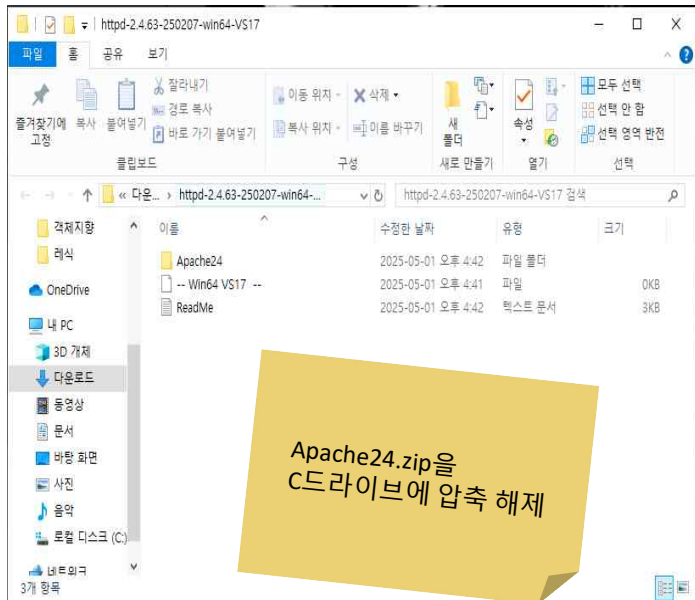 httpd-2.4.63-250207-win64-VS17
파일 홈 공유 보기
즐겨찾기에 고정
복사
붙여넣기
잘라내기
경로 복사
바로 가기 붙여넣기
클립보드
이동 위치
복사 위치
삭제
이름 바꾸기
구성
새 폴더
새로 만들기
속성
열기
모두 선택
선택 안 함
선택 영역 반전
선택
« 다운... › httpd-2.4.63-250207-win64-...
httpd-2.4.63-250207-win64-VS17 검색
객체지향
레식
OneDrive
내 PC
3D 개체
다운로드
동영상
문서
바탕 화면
사진
음악
로컬 디스크 (C:)
네트워크
이름 수정한 날짜 유형 크기
Apache24 2025-05-01 오후 4:42 파일 폴더
-- Win64 VS17 -- 2025-05-01 오후 4:41 파일 0KB
ReadMe 2025-05-01 오후 4:42 텍스트 문서 3KB
Apache24.zip을
C드라이브에 압축 해제
3개 항목